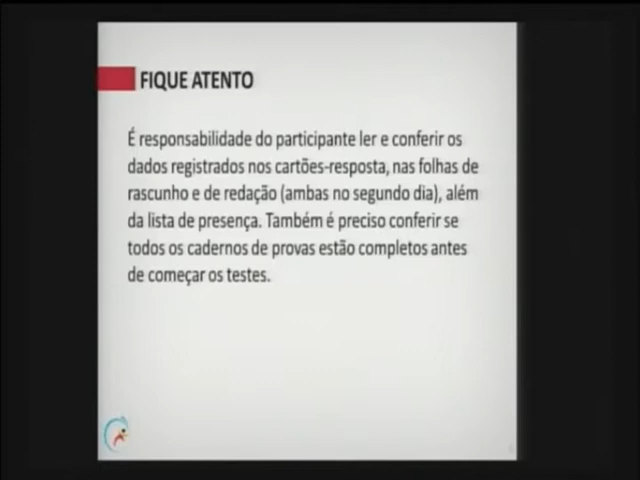 FIQUE ATENTO
É responsabilidade do participante ler e conferir os
dados registrados nos cartões-resposta, nas folhas de
rascunho e de redação (ambas no segundo dia), além
da lista de presença. Também é preciso conferir se
todos os cadernos de provas estão completos antes
de começar os testes.